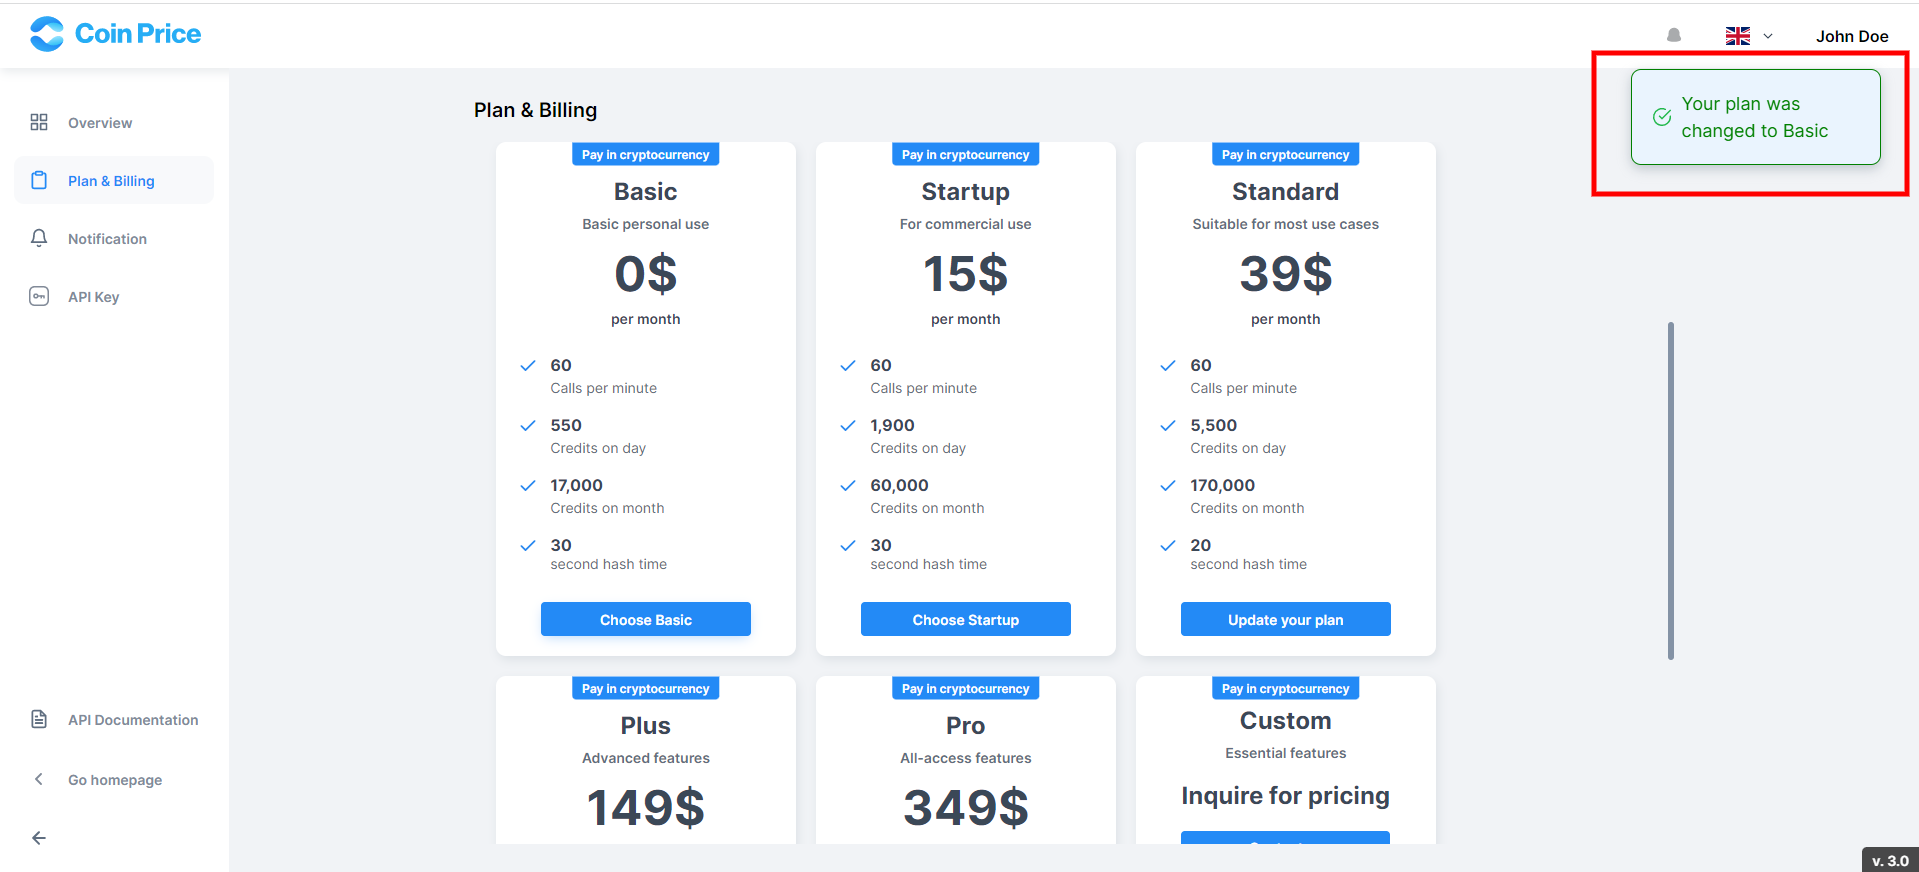 Coin Price
John Doe
Your plan was
changed to Basic
Overview
Plan & Billing
Notification
API Key
API Documentation
Go homepage
Plan & Billing
Pay in cryptocurrency
Basic
Basic personal use
0$
per month
60
Calls per minute
550
Credits on day
17,000
Credits on month
30
second hash time
Choose Basic
Pay in cryptocurrency
Startup
For commercial use
15$
per month
60
Calls per minute
1,900
Credits on day
60,000
Credits on month
30
second hash time
Choose Startup
Pay in cryptocurrency
Standard
Suitable for most use cases
39$
per month
60
Calls per minute
5,500
Credits on day
170,000
Credits on month
20
second hash time
Update your plan
Pay in cryptocurrency
Plus
Advanced features
149$
Pay in cryptocurrency
Pro
All-access features
349$
Pay in cryptocurrency
Custom
Essential features
Inquire for pricing
v. 3.0